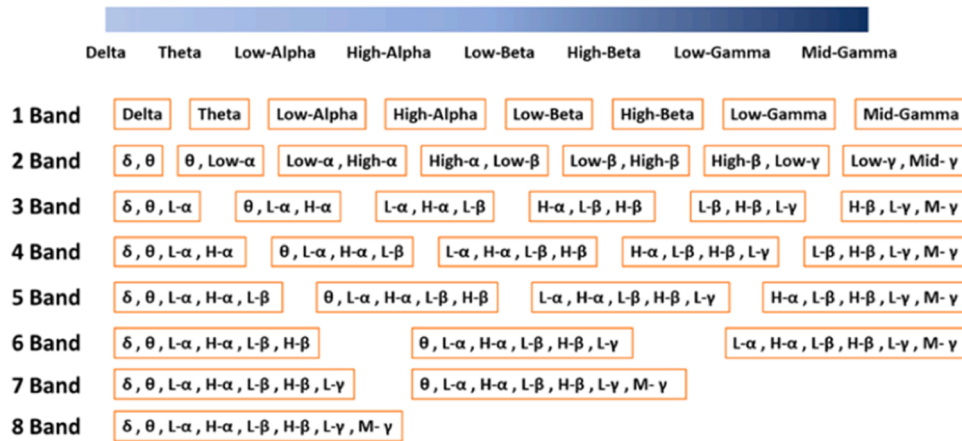 Delta Theta Low-Alpha High-Alpha Low-Beta High-Beta Low-Gamma Mid-Gamma
1 Band Delta Theta Low-Alpha High-Alpha Low-Beta High-Beta Low-Gamma Mid-Gamma
2 Band δ, θ θ , Low-α Low-α , High-α High-α , Low-β Low-β , High-β High-β , Low-γ Low-γ , Mid- γ
3 Band δ, θ , L-α θ , L-α , H-α L-α , H-α , L-β H-α , L-β , H-β L-β , H-β , L-γ H-β , L-γ , M- γ
4 Band δ, θ , L-α , H-α θ , L-α , H-α , L-β L-α , H-α , L-β , H-β H-α , L-β , H-β , L-γ L-β , H-β , L-γ , M- γ
5 Band δ, θ , L-α , H-α , L-β θ , L-α , H-α , L-β , H-β L-α , H-α , L-β , H-β , L-γ H-α , L-β , H-β , L-γ , M- γ
6 Band δ, θ , L-α , H-α , L-β , H-β θ , L-α , H-α , L-β , H-β , L-γ L-α , H-α , L-β , H-β , L-γ , M- γ
7 Band δ, θ , L-α , H-α , L-β , H-β , L-γ θ , L-α , H-α , L-β , H-β , L-γ , M- γ
8 Band δ, θ , L-α , H-α , L-β , H-β , L-γ , M- γ